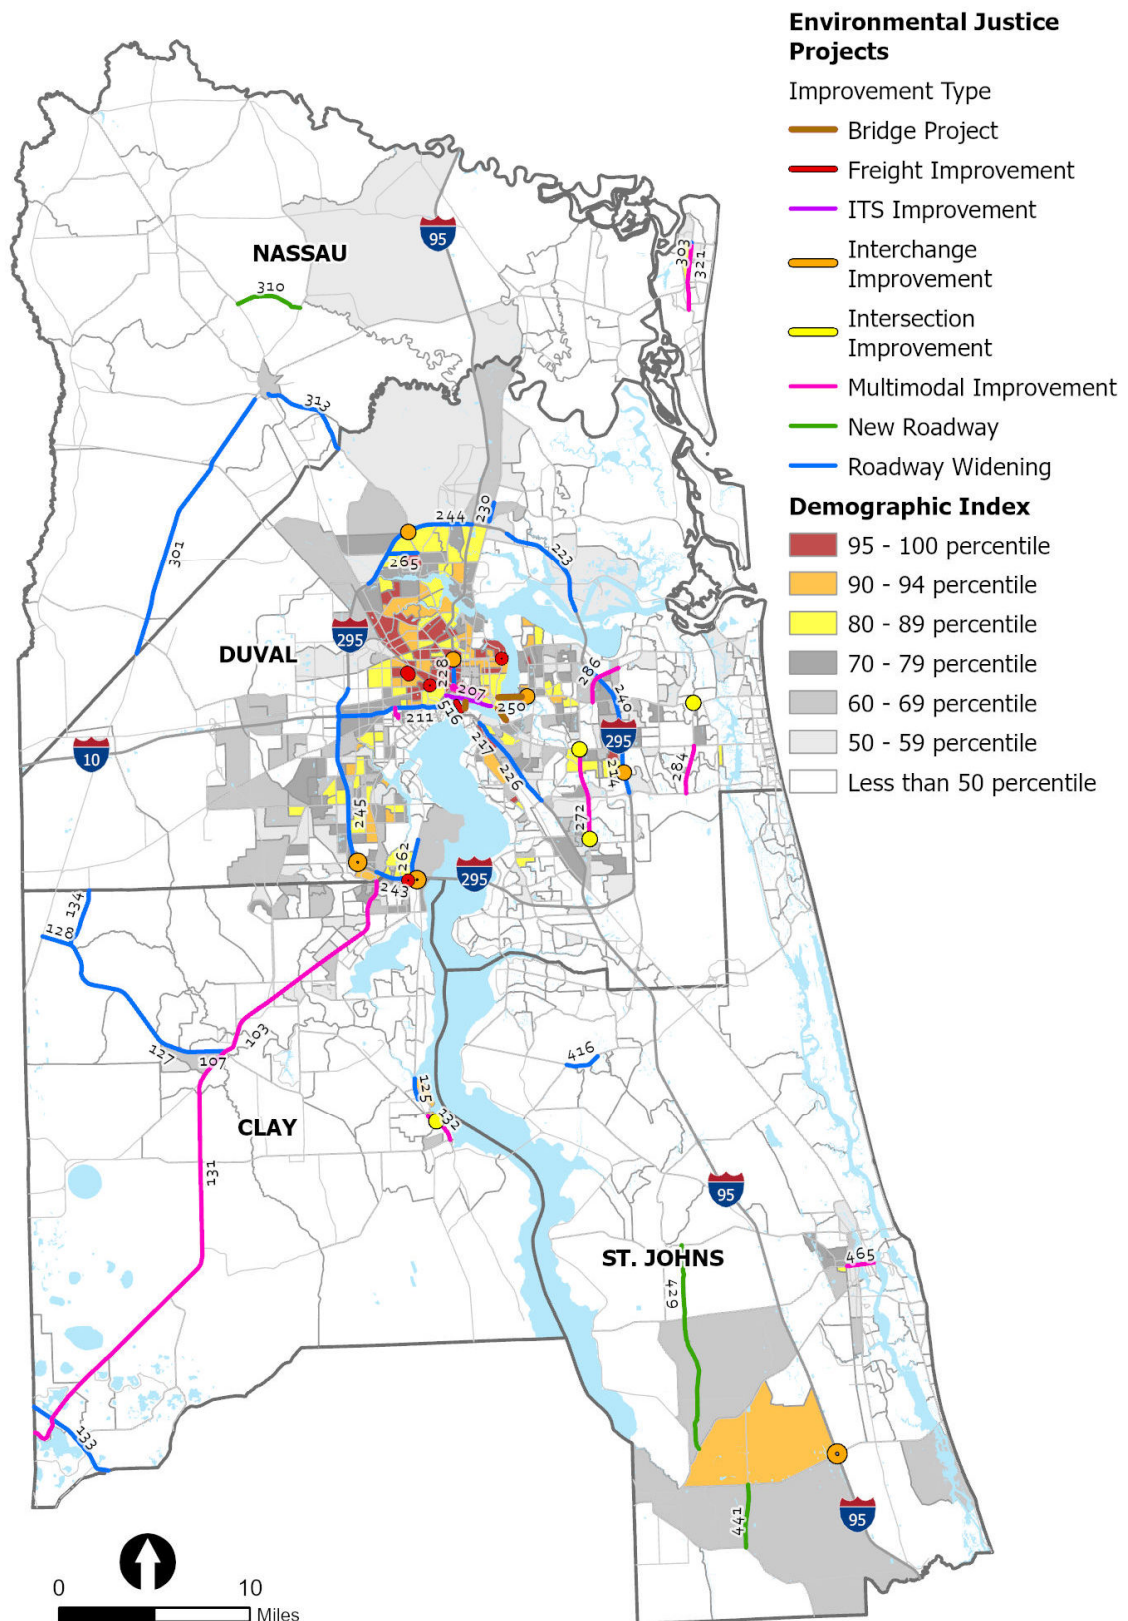 Environmental Justice
Projects
Improvement Type
Bridge Project
Freight Improvement
ITS Improvement
Interchange
Improvement
Intersection
Improvement
Multimodal Improvement
New Roadway
Roadway Widening
Demographic Index
95 - 100 percentile
90 - 94 percentile
80 - 89 percentile
70 - 79 percentile
60 - 69 percentile
50 - 59 percentile
Less than 50 percentile
95
NASSAU
303
321
310
313
301
244
230
223
265
295
DUVAL
228
207
286
240
250
211
516
217
226
295
214
284
10
272
245
262
243
295
134
128
103
127
107
416
125
132
CLAY
131
95
ST. JOHNS
465
429
133
441
95
0
10
Miles